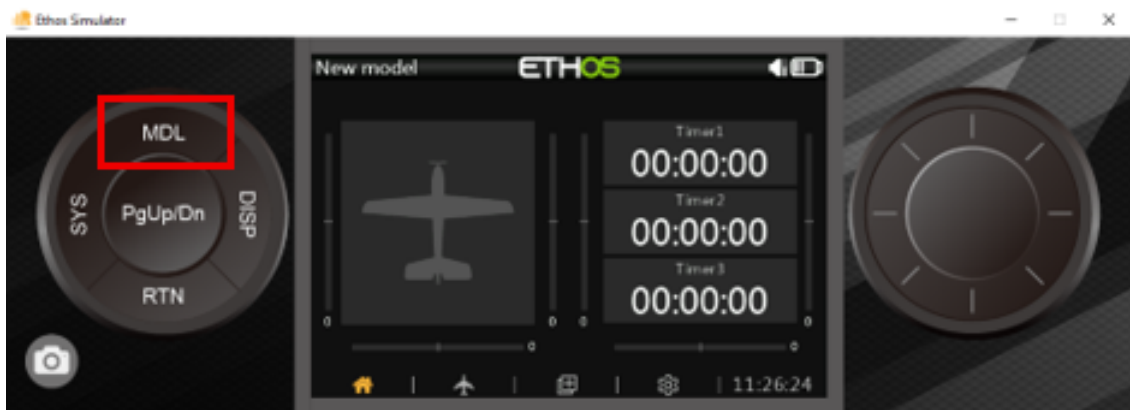 Ethos Simulator
New model
ETHOS
MDL
SYS
PgUp/Dn
DISP
RTN
Timer1
00:00:00
Timer2
00:00:00
Timer3
00:00:00
0
0
0
0
0
0
11:26:24